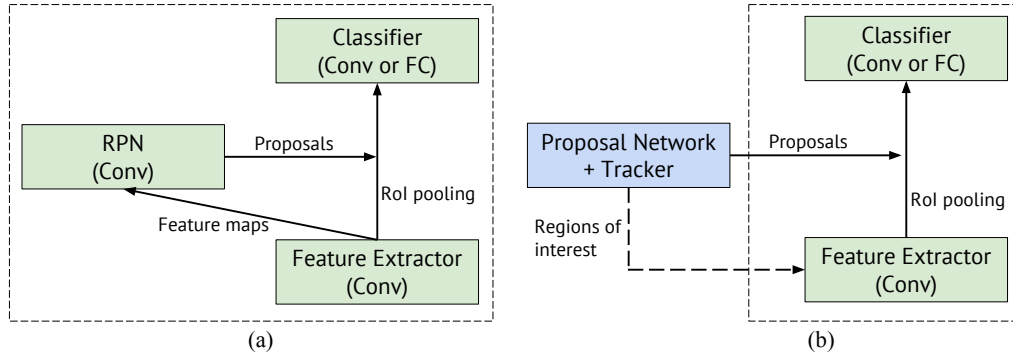 Classifier
(Conv or FC)
RPN
(Conv)
Proposals
RoI pooling
Feature maps
Feature Extractor
(Conv)
(a)
Classifier
(Conv or FC)
Proposal Network
+ Tracker
Proposals
RoI pooling
Regions of
interest
Feature Extractor
(Conv)
(b)